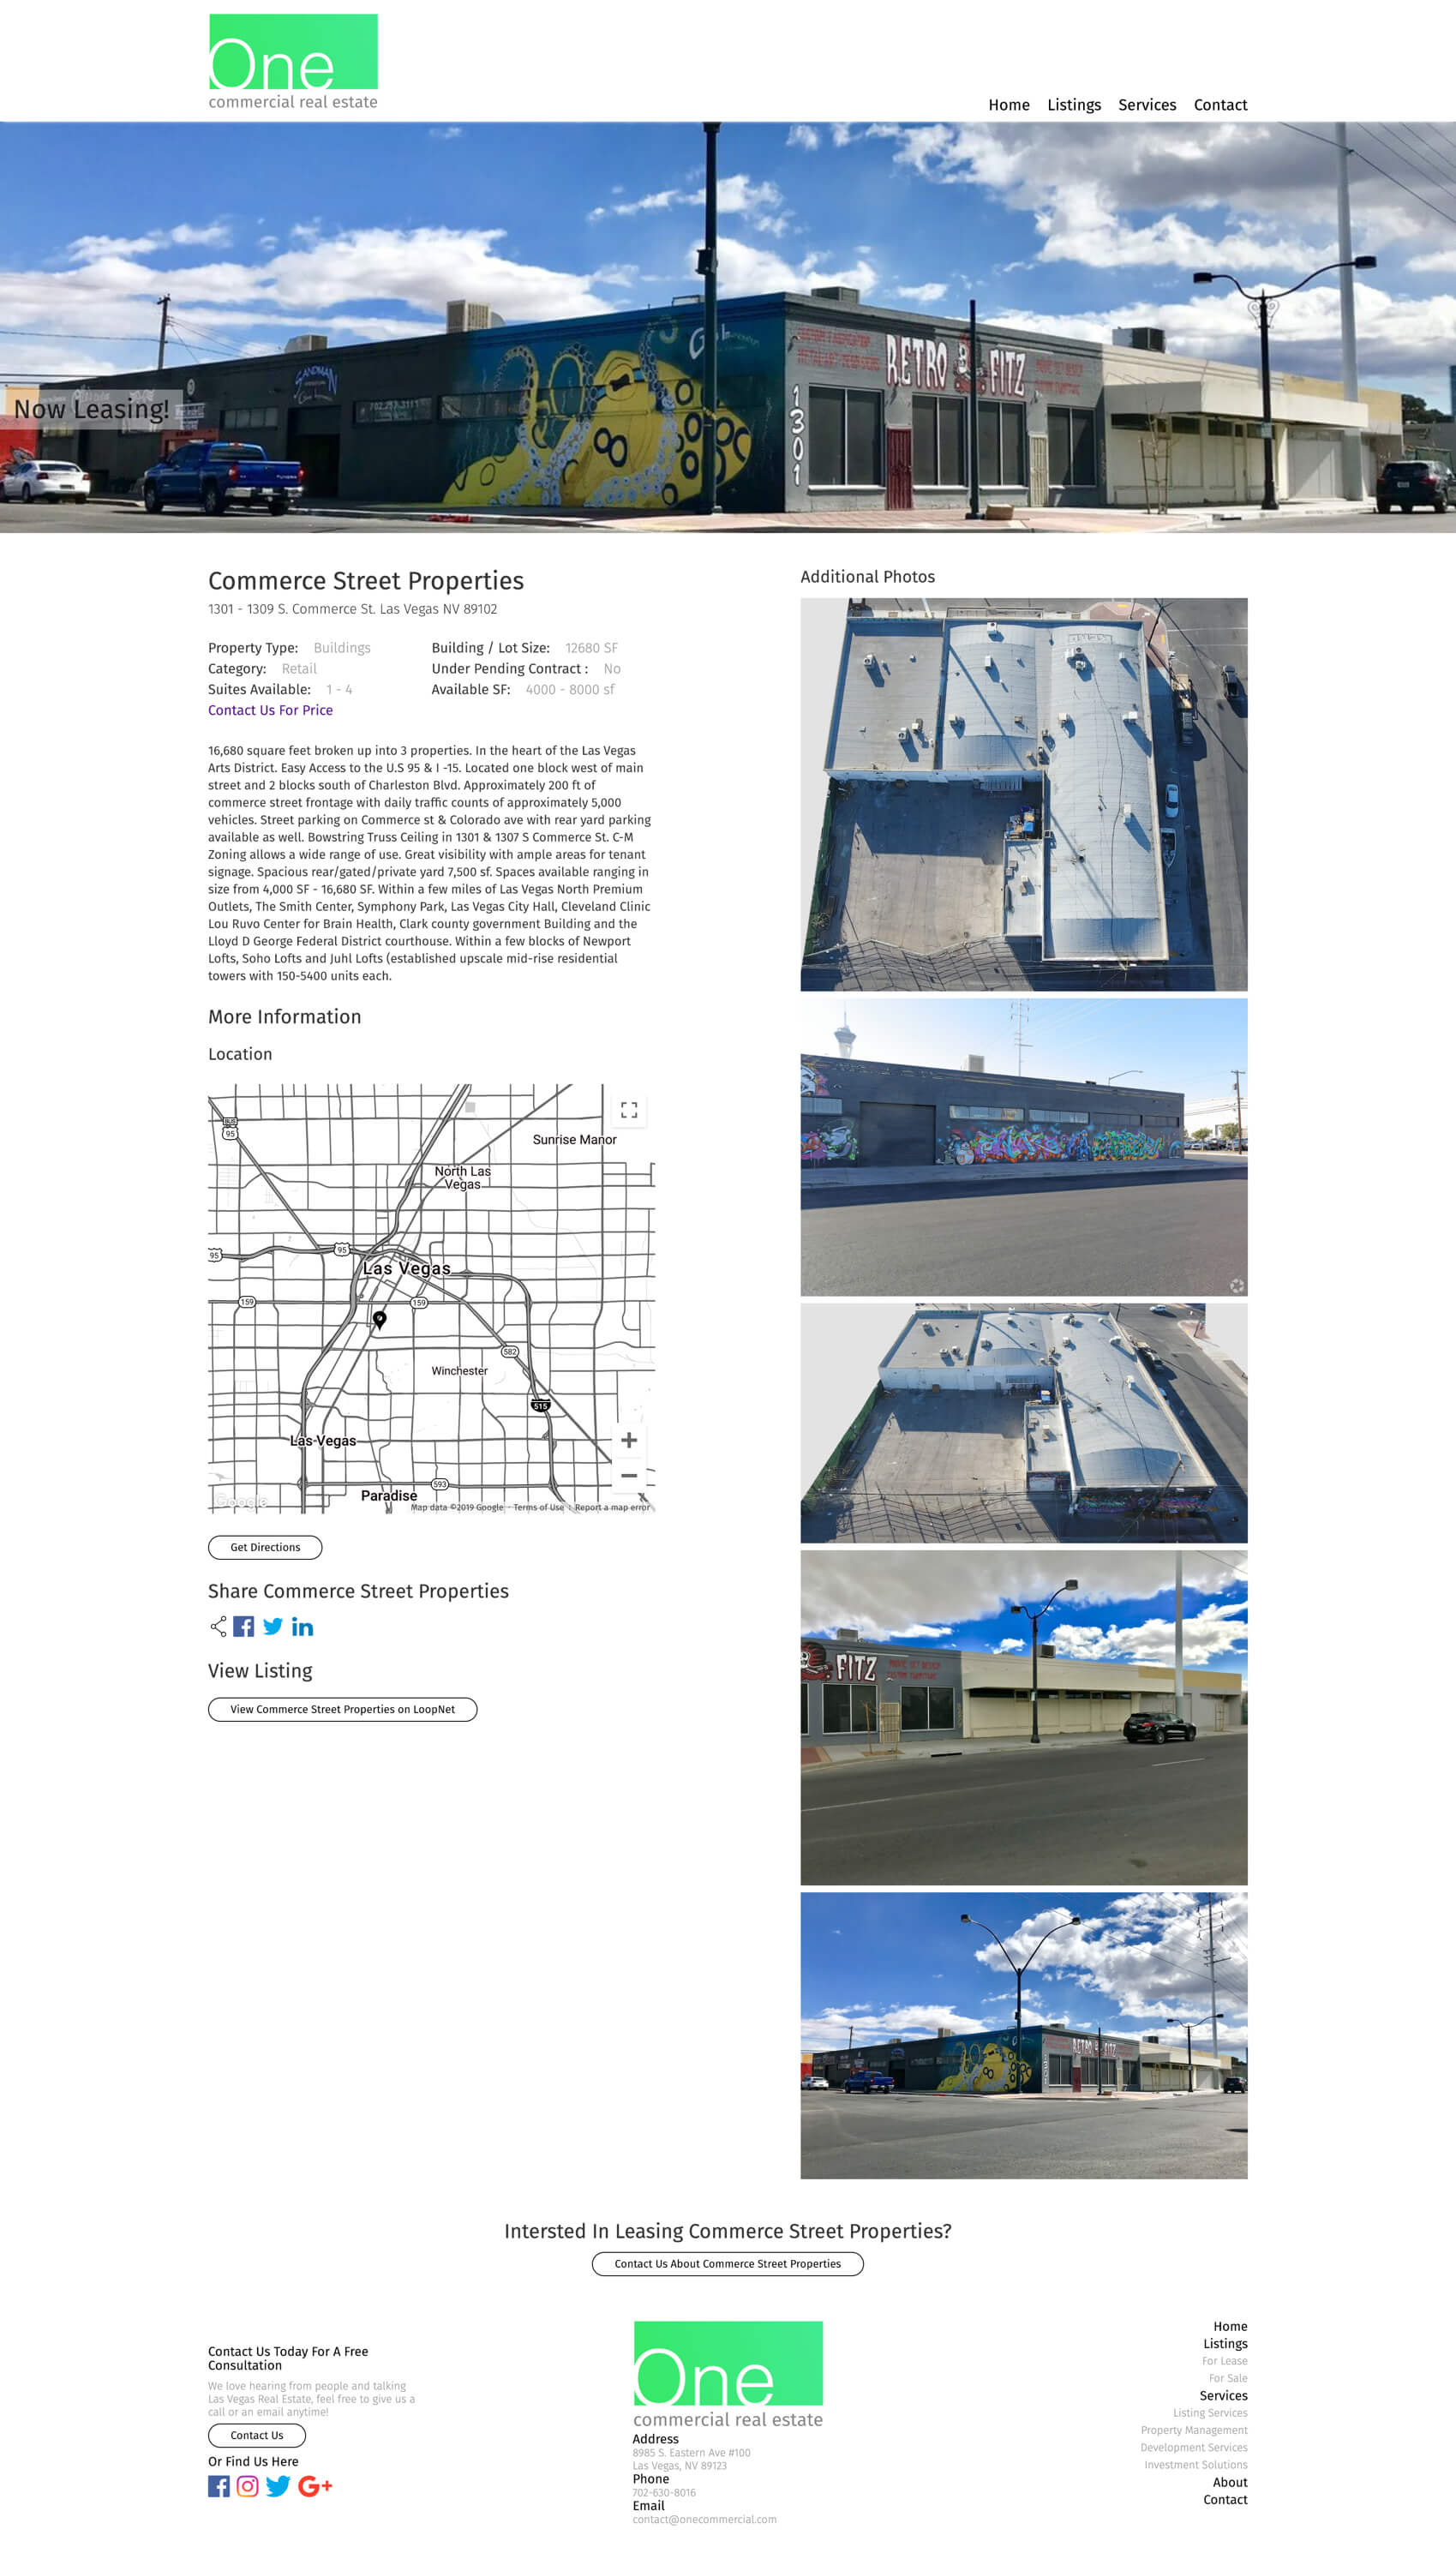 One
commercial real estate
Home Listings Services Contact
SANDMAN
RETRO FITZ
1301
Now Leasing!
Commerce Street Properties
1301 - 1309 S. Commerce St. Las Vegas NV 89102
Property Type: Buildings
Building / Lot Size: 12680 SF
Category: Retail
Under Pending Contract : No
Suites Available: 1 - 4
Available SF: 4000 - 8000 sf
Contact Us For Price
16,680 square feet broken up into 3 properties. In the heart of the Las Vegas
Arts District. Easy Access to the U.S 95 & I -15. Located one block west of main
street and 2 blocks south of Charleston Blvd. Approximately 200 ft of
commerce street frontage with daily traffic counts of approximately 5,000
vehicles. Street parking on Commerce st & Colorado ave with rear yard parking
available as well. Bowstring Truss Ceiling in 1301 & 1307 S Commerce St. C-M
Zoning allows a wide range of use. Great visibility with ample areas for tenant
signage. Spacious rear/gated/private yard 7,500 sf. Spaces available ranging in
size from 4,000 SF - 16,680 SF. Within a few miles of Las Vegas North Premium
Outlets, The Smith Center, Symphony Park, Las Vegas City Hall, Cleveland Clinic
Lou Ruvo Center for Brain Health, Clark county government Building and the
Lloyd D George Federal District courthouse. Within a few blocks of Newport
Lofts, Soho Lofts and Juhl Lofts (established upscale mid-rise residential
towers with 150-5400 units each.
More Information
Location
BUS
95
Sunrise Manor
North Las
Vegas
95
95
Las Vegas
159
159
582
Winchester
515
Las Vegas
593
Paradise
Google
Map data ©2019 Google
Terms of Use
Report a map error
Get Directions
Share Commerce Street Properties
View Listing
View Commerce Street Properties on LoopNet
Additional Photos
FITZ
RETRO FITZ
Intersted In Leasing Commerce Street Properties?
Contact Us About Commerce Street Properties
Contact Us Today For A Free
Consultation
We love hearing from people and talking
Las Vegas Real Estate, feel free to give us a
call or an email anytime!
Contact Us
Or Find Us Here
G+
One
commercial real estate
Address
8985 S. Eastern Ave #100
Las Vegas, NV 89123
Phone
702-630-8016
Email
contact@onecommercial.com
Home
Listings
For Lease
For Sale
Services
Listing Services
Property Management
Development Services
Investment Solutions
About
Contact